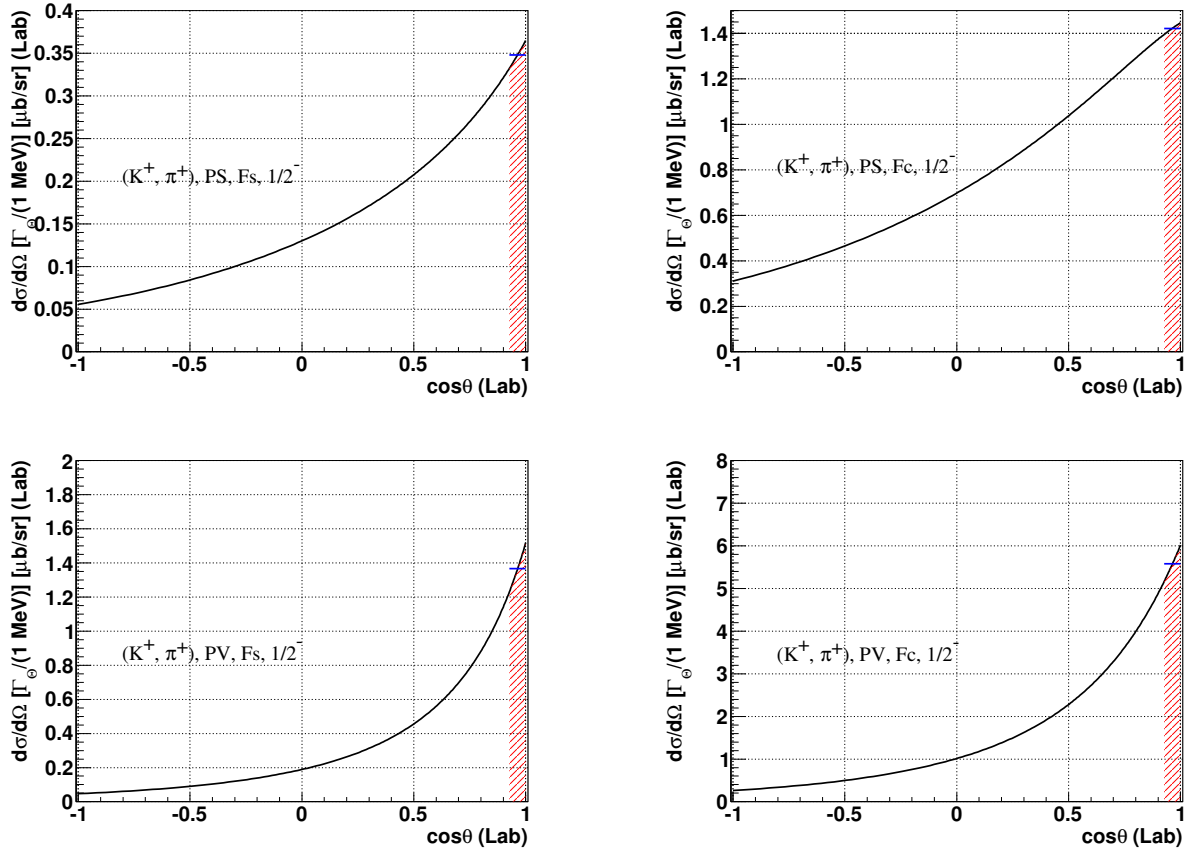 dσ/dΩ [Γ_Θ/(1 MeV)] [μb/sr] (Lab)
0.4
0.35
0.3
0.25
0.2
0.15
0.1
0.05
0
(K⁺, π⁺), PS, Fs, 1/2⁻
-1 -0.5 0 0.5 1
cosθ (Lab)
dσ/dΩ [Γ_Θ/(1 MeV)] [μb/sr] (Lab)
1.4
1.2
1
0.8
0.6
0.4
0.2
0
(K⁺, π⁺), PS, Fc, 1/2⁻
-1 -0.5 0 0.5 1
cosθ (Lab)
dσ/dΩ [Γ_Θ/(1 MeV)] [μb/sr] (Lab)
2
1.8
1.6
1.4
1.2
1
0.8
0.6
0.4
0.2
0
(K⁺, π⁺), PV, Fs, 1/2⁻
-1 -0.5 0 0.5 1
cosθ (Lab)
dσ/dΩ [Γ_Θ/(1 MeV)] [μb/sr] (Lab)
8
7
6
5
4
3
2
1
0
(K⁺, π⁺), PV, Fc, 1/2⁻
-1 -0.5 0 0.5 1
cosθ (Lab)